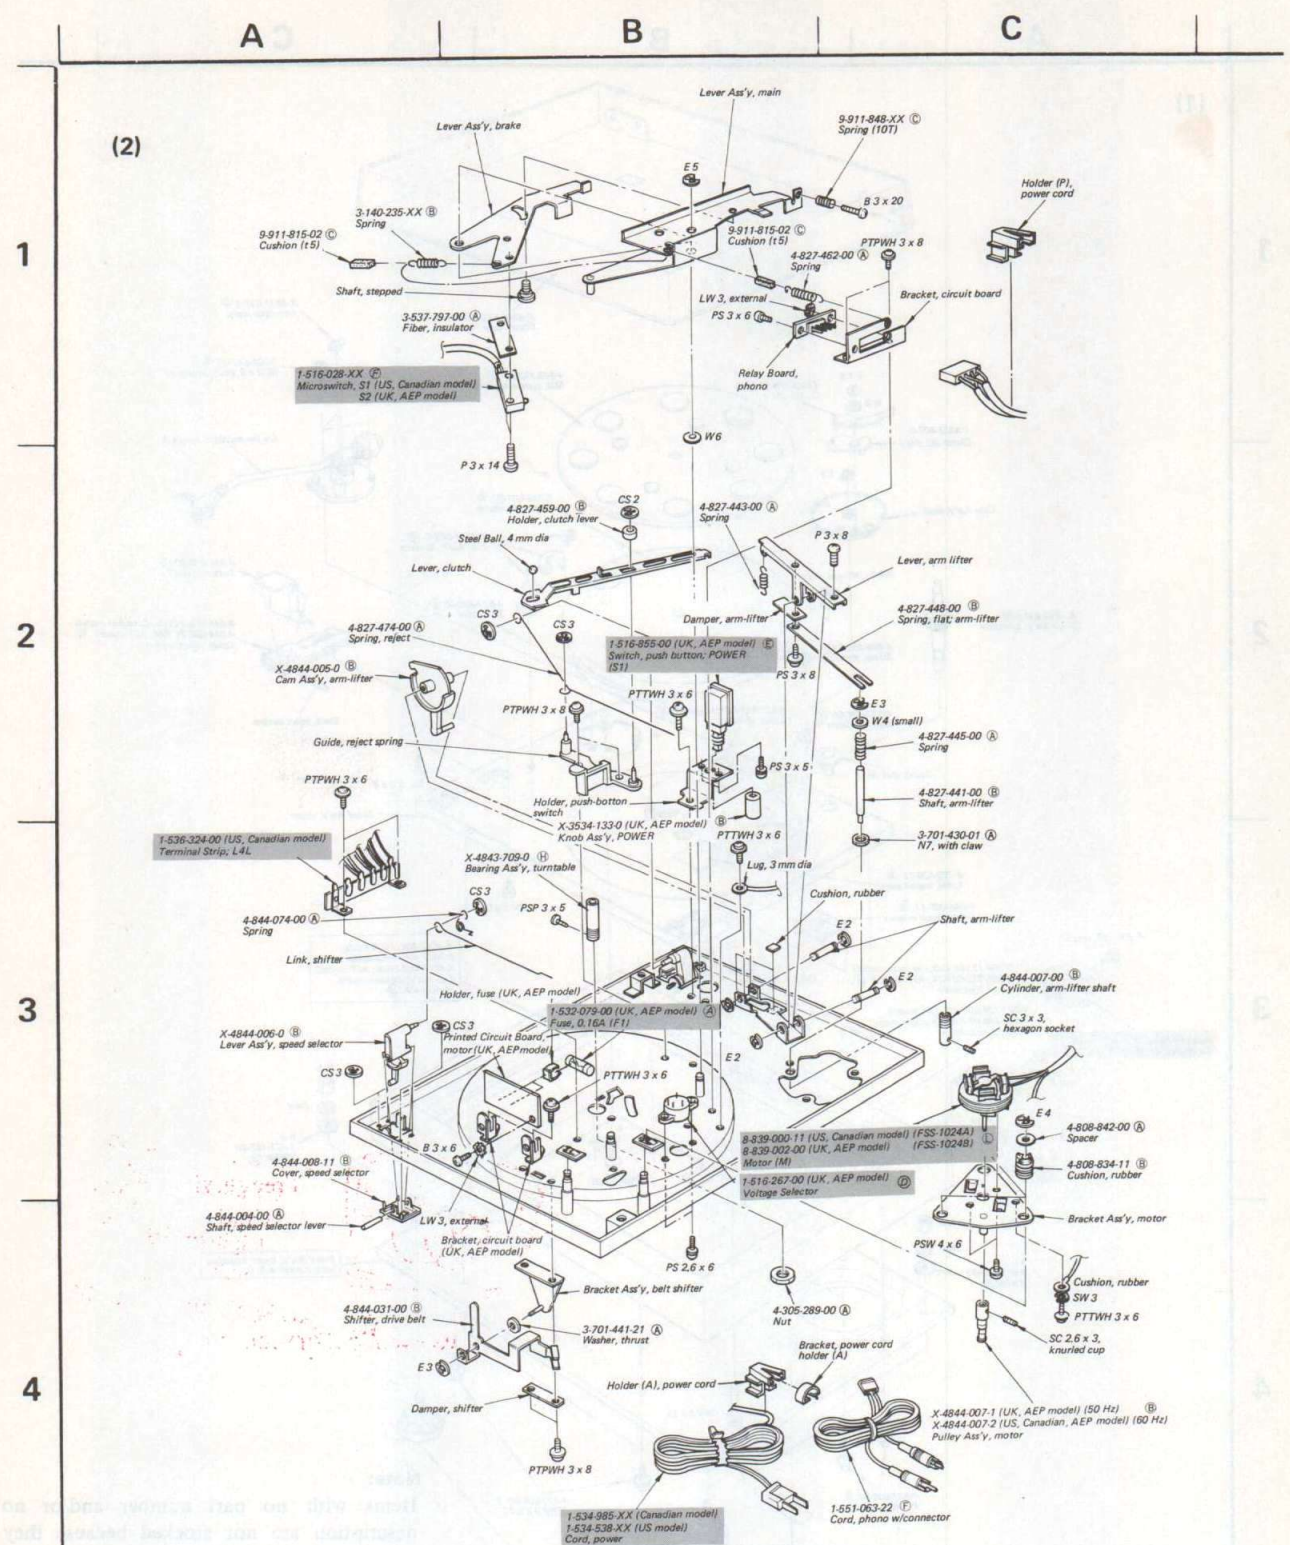 A
B
C
(2)
1
2
3
4
Lever Ass'y, main
Lever Ass'y, brake
9-911-848-XX Ⓒ
Spring (10T)
E 5
Holder (P),
power cord
B 3 x 20
3-140-235-XX Ⓑ
Spring
9-911-815-02 Ⓒ
Cushion (t5)
9-911-815-02 Ⓒ
Cushion (t5)
PTPWH 3 x 8
4-827-462-00 Ⓐ
Spring
Shaft, stepped
LW 3, external
Bracket, circuit board
PS 3 x 6
3-537-797-00 Ⓐ
Fiber, insulator
1-516-028-XX Ⓕ
Microswitch, S1 (US, Canadian model)
S2 (UK, AEP model)
Relay Board,
phono
W6
P 3 x 14
CS 2
4-827-459-00 Ⓑ
Holder, clutch lever
4-827-443-00 Ⓐ
Spring
Steel Ball, 4 mm dia
P 3 x 8
Lever, clutch
Lever, arm lifter
CS 3
CS 3
4-827-448-00 Ⓑ
Spring, flat; arm-lifter
Damper, arm-lifter
4-827-474-00 Ⓐ
Spring, reject
1-516-855-00 (UK, AEP model) Ⓔ
Switch, push button; POWER
(S1)
X-4844-005-0 Ⓑ
Cam Ass'y, arm-lifter
PS 3 x 8
PTTWH 3 x 6
E 3
PTPWH 3 x 8
W4 (small)
Guide, reject spring
4-827-445-00 Ⓐ
Spring
PS 3 x 5
PTPWH 3 x 6
4-827-441-00 Ⓑ
Shaft, arm-lifter
Holder, push-botton
switch
X-3534-133-0 (UK, AEP model) Ⓑ
Knob Ass'y, POWER
PTTWH 3 x 6
3-701-430-01 Ⓐ
N7, with claw
1-536-324-00 (US, Canadian model)
Terminal Strip; L4L
X-4843-709-0 Ⓗ
Bearing Ass'y, turntable
Lug, 3 mm dia
CS 3
Cushion, rubber
PSP 3 x 5
4-844-074-00 Ⓐ
Spring
E 2
Shaft, arm-lifter
Link, shifter
E 2
4-844-007-00 Ⓑ
Cylinder, arm-lifter shaft
Holder, fuse (UK, AEP model)
1-532-079-00 (UK, AEP model) Ⓐ
Fuse, 0.16A (F1)
SC 3 x 3,
hexagon socket
X-4844-006-0 Ⓑ
Lever Ass'y, speed selector
CS 3
Printed Circuit Board,
motor (UK, AEP model)
E 2
CS 3
PTTWH 3 x 6
E 4
8-839-000-11 (US, Canadian model) (FSS-1024A)
8-839-002-00 (UK, AEP model) (FSS-1024B) Ⓛ
Motor (M)
4-808-842-00 Ⓐ
Spacer
B 3 x 6
4-808-834-11 Ⓑ
Cushion, rubber
4-844-008-11 Ⓑ
Cover, speed selector
1-516-267-00 (UK, AEP model) Ⓓ
Voltage Selector
4-844-004-00 Ⓐ
Shaft, speed selector lever
LW 3, external
Bracket Ass'y, motor
Bracket, circuit board
(UK, AEP model)
PSW 4 x 6
PS 2.6 x 6
Cushion, rubber
Bracket Ass'y, belt shifter
SW 3
4-844-031-00 Ⓑ
Shifter, drive belt
4-305-289-00 Ⓐ
Nut
PTTWH 3 x 6
3-701-441-21 Ⓐ
Washer, thrust
SC 2.6 x 3,
knurled cup
Bracket, power cord
holder (A)
E 3
Holder (A), power cord
Damper, shifter
X-4844-007-1 (UK, AEP model) (50 Hz) Ⓑ
X-4844-007-2 (US, Canadian, AEP model) (60 Hz)
Pulley Ass'y, motor
PTPWH 3 x 8
1-551-063-22 Ⓕ
Cord, phono w/connector
1-534-985-XX (Canadian model)
1-534-538-XX (US model)
Cord, power